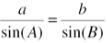 a/sin(A) = b/sin(B)